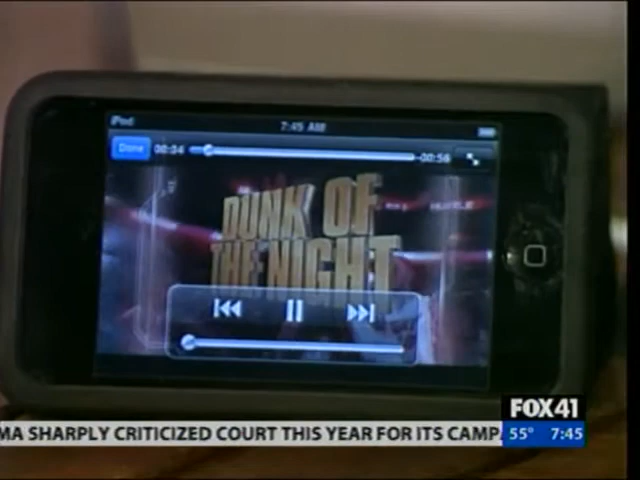 iPod 7:45 AM
Done 00:04 -00:56
DUNK OF
THE NIGHT
FOX41
MA SHARPLY CRITICIZED COURT THIS YEAR FOR ITS CAMP 55° 7:45